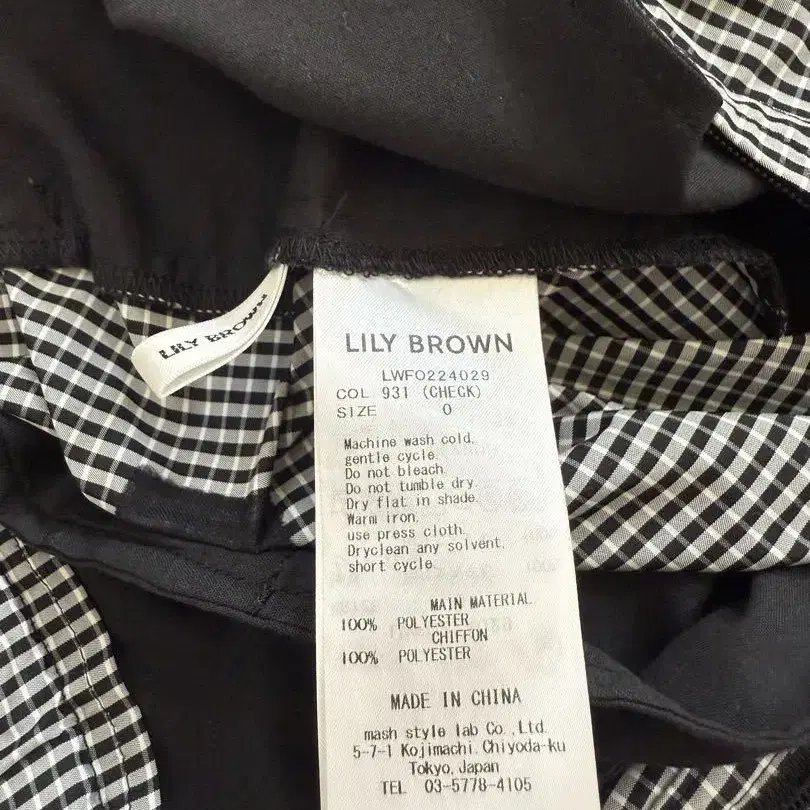 LILY BROWN
LILY BROWN
LWFO224029
COL 931 (CHECK)
SIZE 0
Machine wash cold.
gentle cycle.
Do not bleach.
Do not tumble dry.
Dry flat in shade.
Warm iron.
use press cloth.
Dryclean any solvent.
short cycle.
MAIN MATERIAL
100% POLYESTER
CHIFFON
100% POLYESTER
MADE IN CHINA
mash style lab Co.,Ltd.
5-7-1 Kojimachi.Chiyoda-ku
Tokyo, Japan
TEL 03-5778-4105